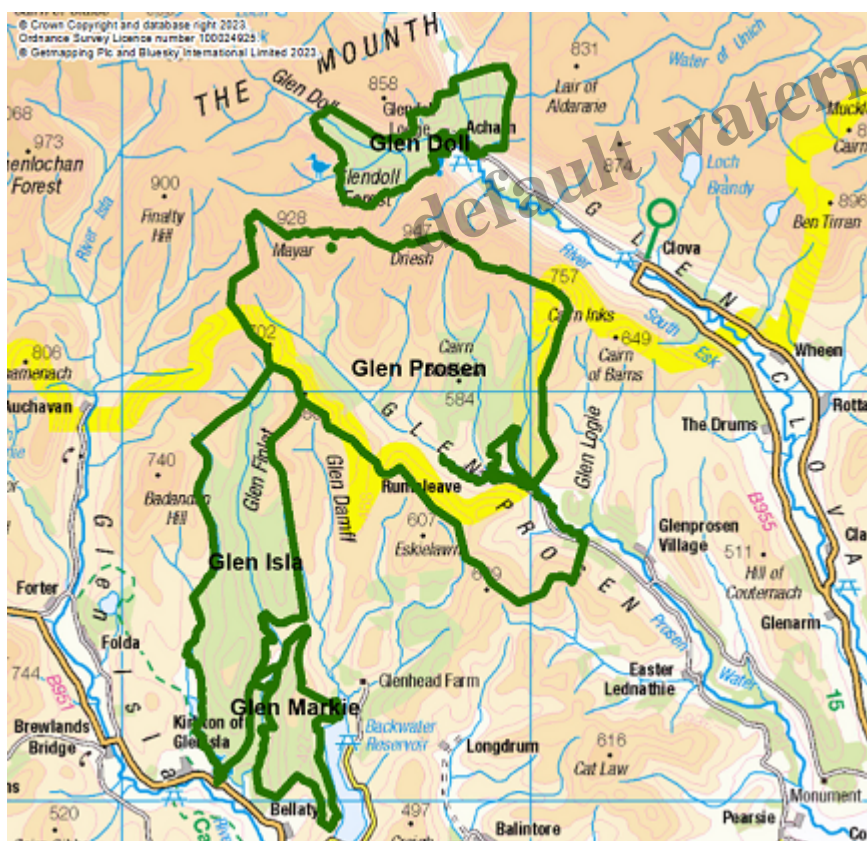 © Crown Copyright and database right 2023.
Ordnance Survey Licence number 100024925.
© Getmapping Plc and Bluesky International Limited 2023.
THE MOUNTH
Glen Doll
858
831
Lair of
Aldararie
Water of Unich
default watern
Glen Doll
Glendoll
Forest
874
Loch
Brandy
896
Ben Tirran
973
Forest
900
Finalty
Hill
River Isla
928
Mayar
947
Driesh
GLEN CLOVA
Clova
River
South
Esk
757
Cairn Inks
649
Cairn
of Barns
Wheen
Rotta
The Drums
B955
806
Auchavan
Glen Prosen
Cairn
584
GLEN PROSEN
Glen Logie
Glen Finlet
Glen Damff
740
Badandun
Hill
Rumpleave
607
Eskielawn
Glenprosen
Village
511
Hill of
Couternach
Glenarm
Glen Isla
Glen Isla
Forter
Folda
744
B951
Brewlands
Bridge
Kirkton of
Glenisla
Glen Markie
Glenhead Farm
Backwater
Reservoir
Easter
Lednathie
Prosen
Water
15
Longdrum
616
Cat Law
Monument
Pearsie
Bellaty
497
520
Balintore